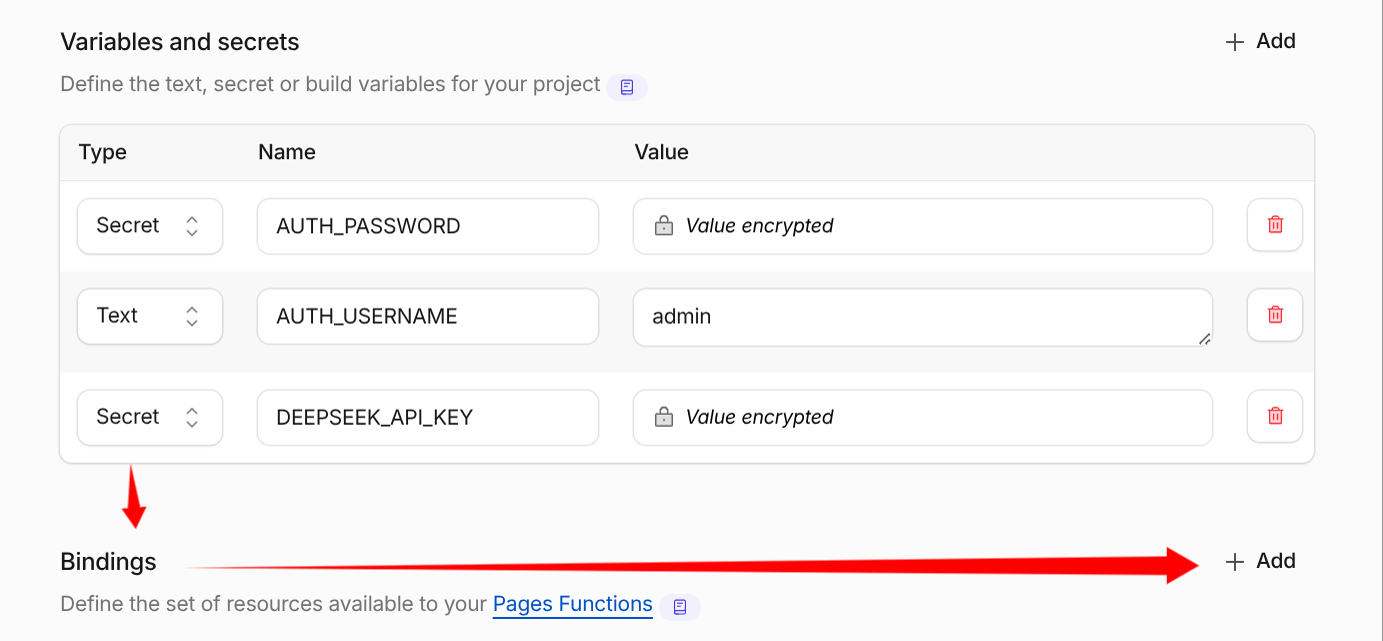 Variables and secrets
+ Add
Define the text, secret or build variables for your project
Type Name Value
Secret AUTH_PASSWORD Value encrypted
Text AUTH_USERNAME admin
Secret DEEPSEEK_API_KEY Value encrypted
Bindings
+ Add
Define the set of resources available to your Pages Functions